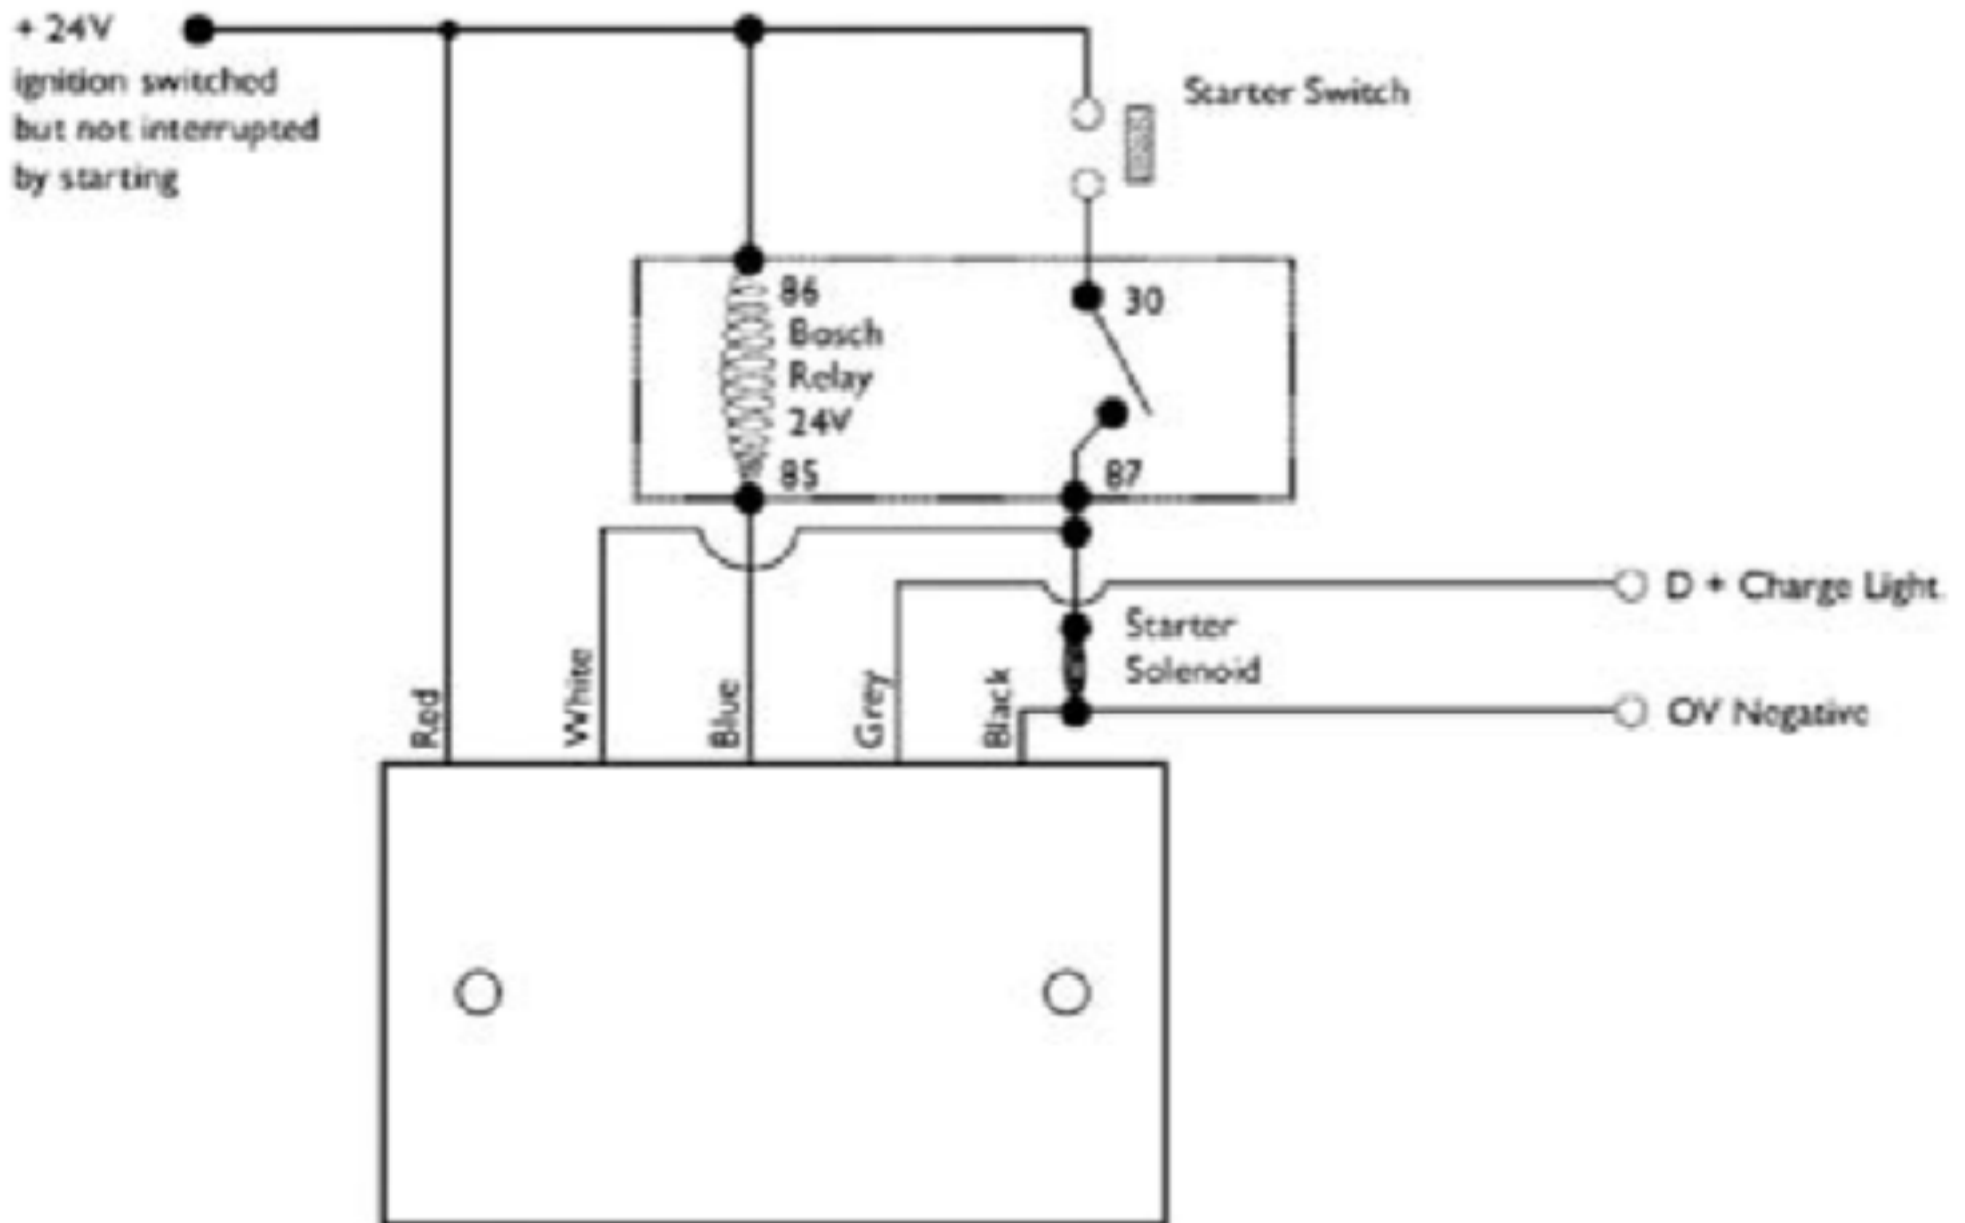 + 24V
ignition switched
but not interrupted
by starting
Starter Switch
86
Bosch
Relay
24V
85
30
87
D + Charge Light
Starter
Solenoid
OV Negative
Red
White
Blue
Grey
Black